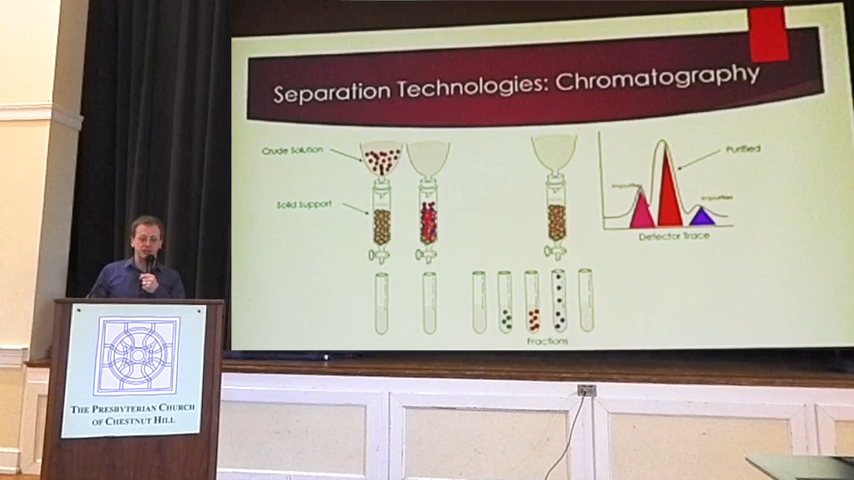 Separation Technologies: Chromatography
Crude Solution
Solid Support
Impurities
Purified
Impurities
Detector Trace
Fractions
THE PRESBYTERIAN CHURCH
OF CHESTNUT HILL